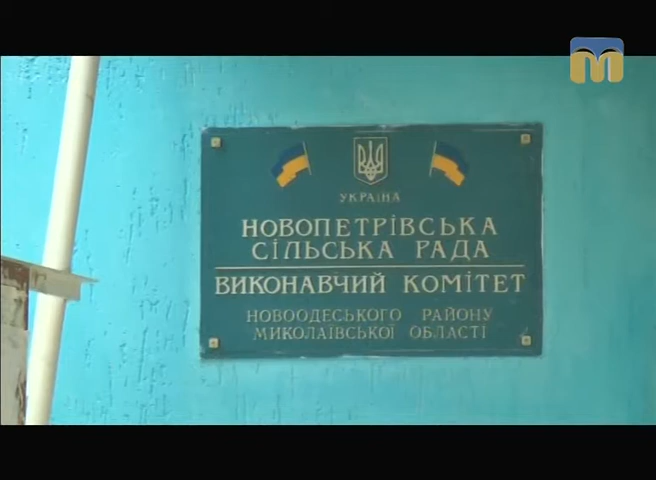 УКРАЇНА
НОВОПЕТРІВСЬКА
СІЛЬСЬКА РАДА
ВИКОНАВЧИЙ КОМІТЕТ
НОВООДЕСЬКОГО РАЙОНУ
МИКОЛАЇВСЬКОЇ ОБЛАСТІ